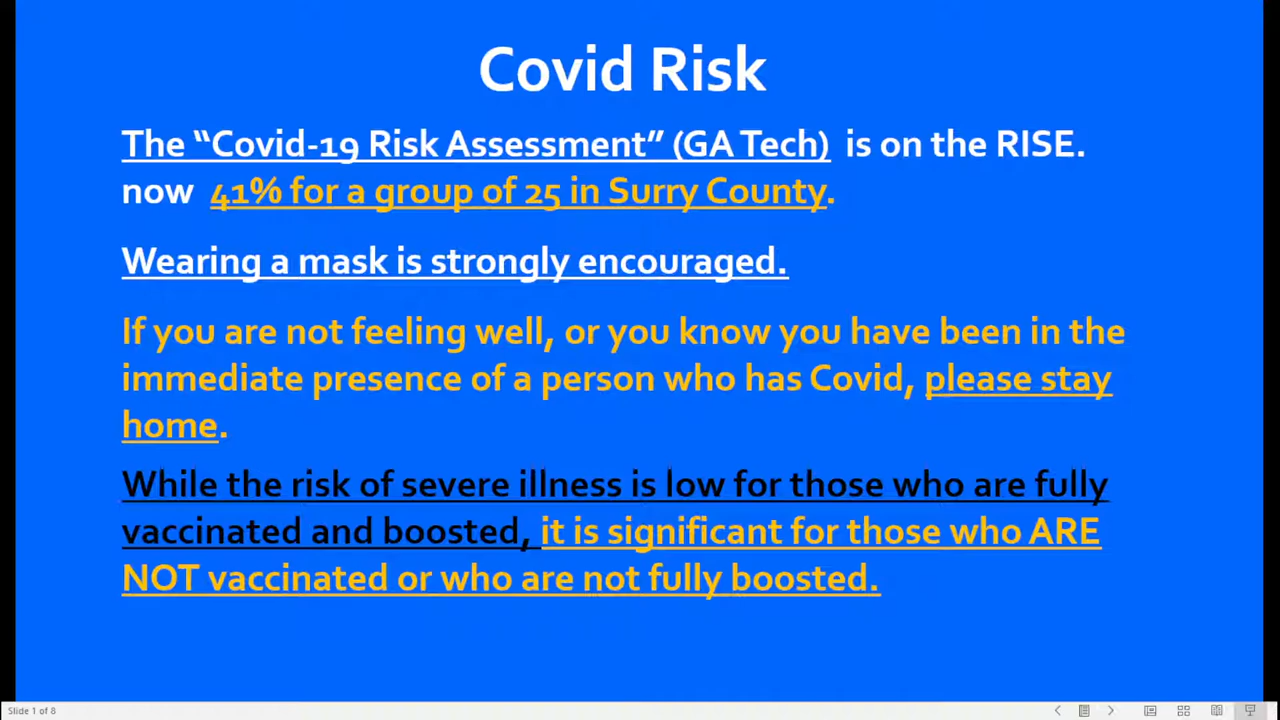 Covid Risk
The “Covid-19 Risk Assessment” (GA Tech)  is on the RISE.
now  41% for a group of 25 in Surry County.
Wearing a mask is strongly encouraged.
If you are not feeling well, or you know you have been in the
immediate presence of a person who has Covid, please stay
home.
While the risk of severe illness is low for those who are fully
vaccinated and boosted, it is significant for those who ARE
NOT vaccinated or who are not fully boosted.
Slide 1 of 8